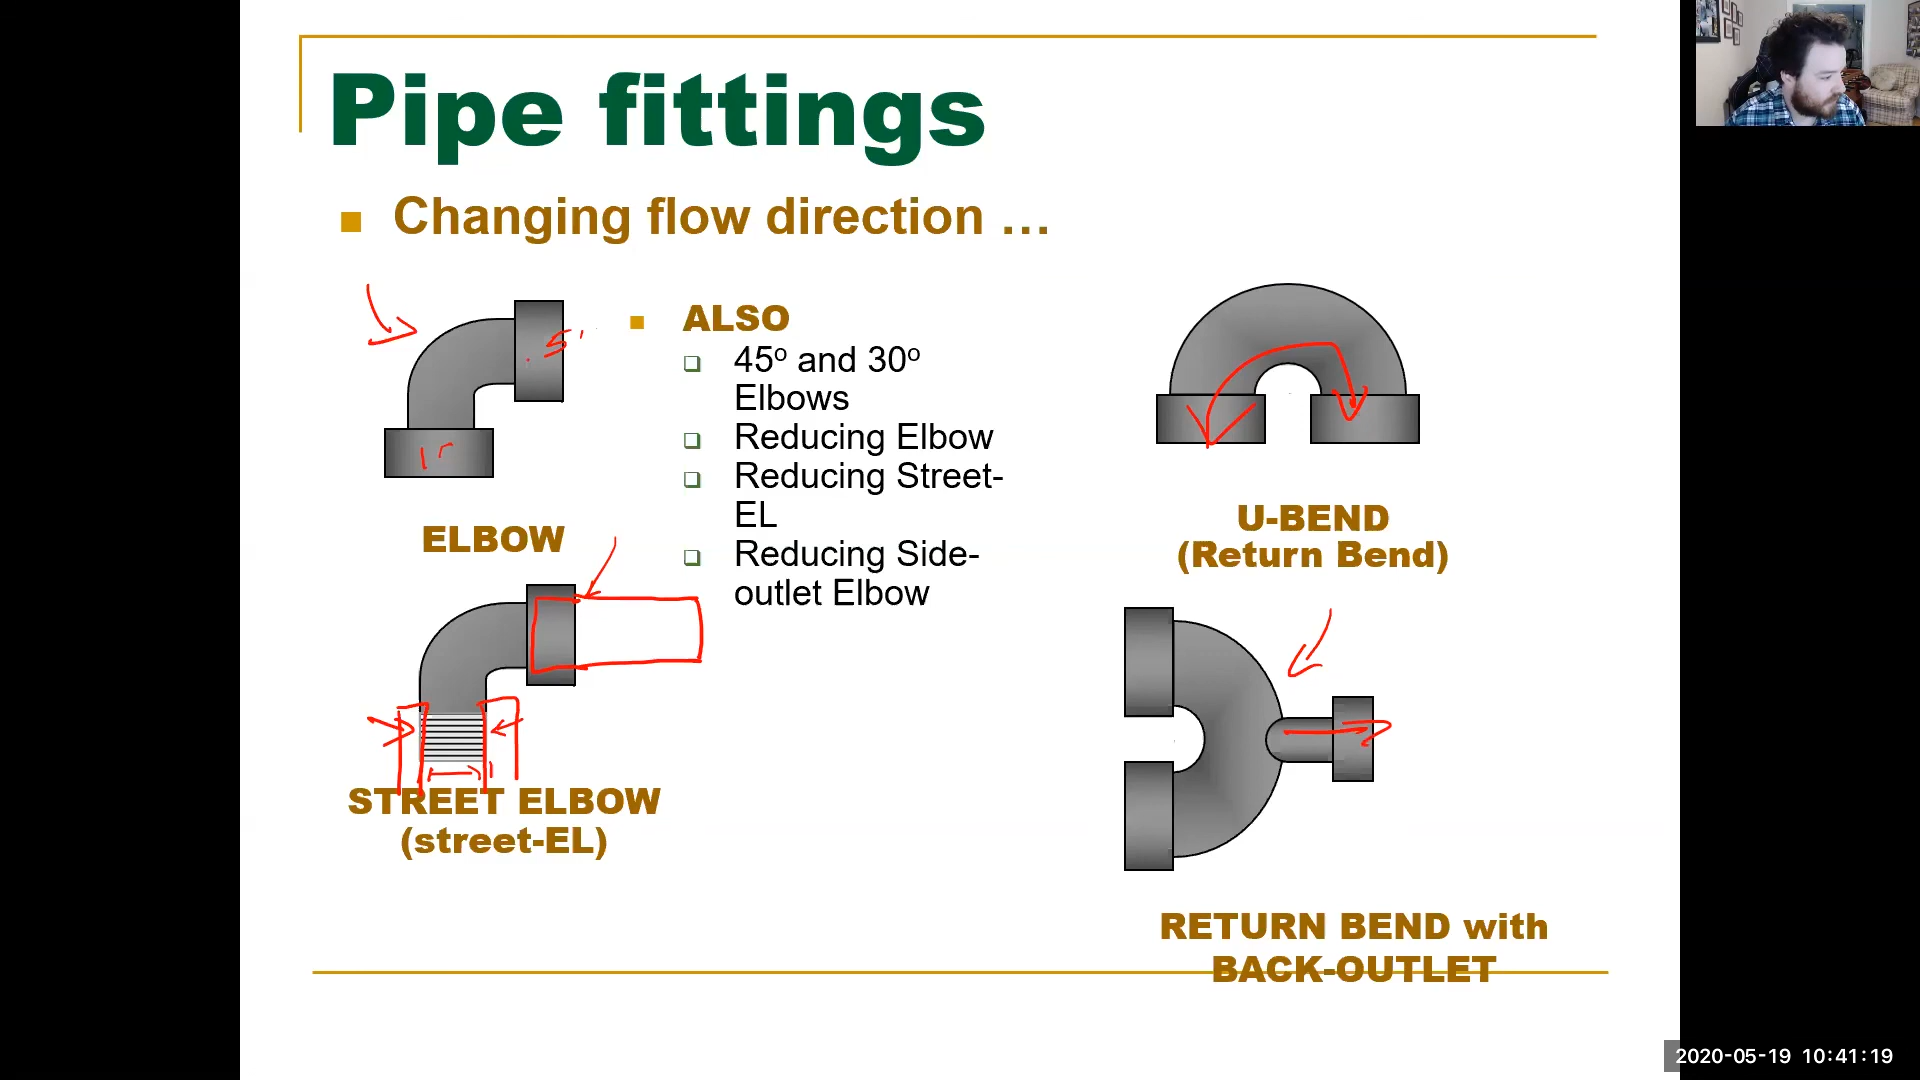 Pipe fittings
Changing flow direction …
ALSO
45o and 30o
Elbows
Reducing Elbow
Reducing Street-
EL
Reducing Side-
outlet Elbow
.5'
ELBOW
STREET ELBOW
(street-EL)
U-BEND
(Return Bend)
RETURN BEND with
BACK-OUTLET
2020-05-19 10:41:19